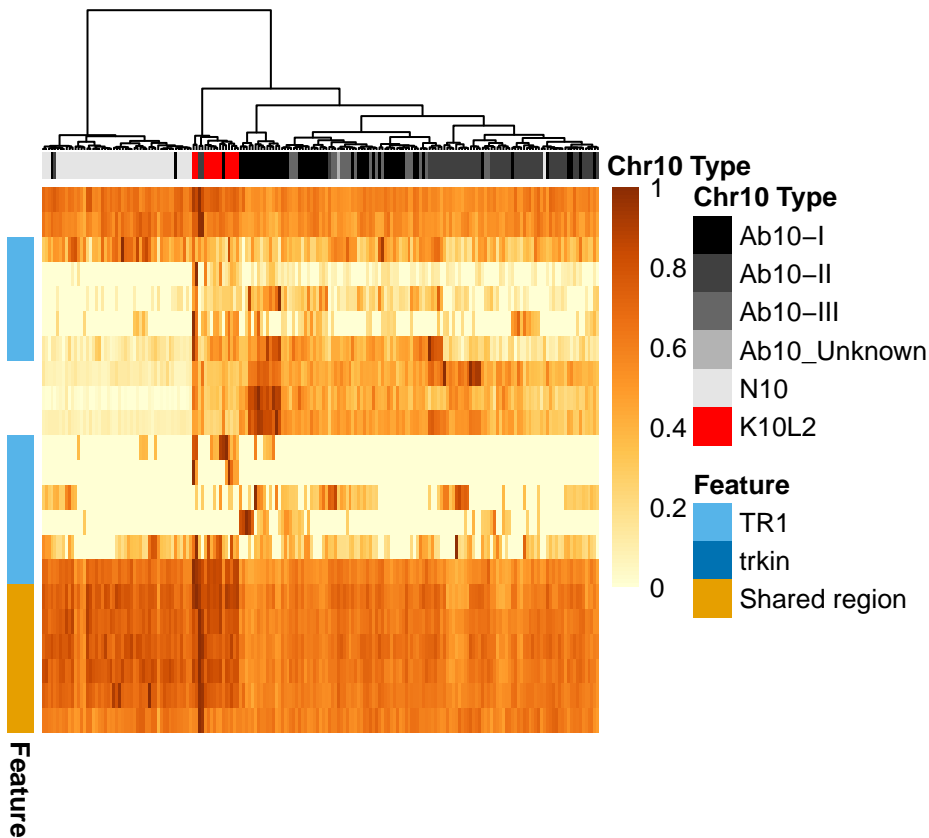 Chr10 Type
1
0.8
0.6
0.4
0.2
0
Chr10 Type
Ab10−I
Ab10−II
Ab10−III
Ab10_Unknown
N10
K10L2
Feature
TR1
trkin
Shared region
Feature